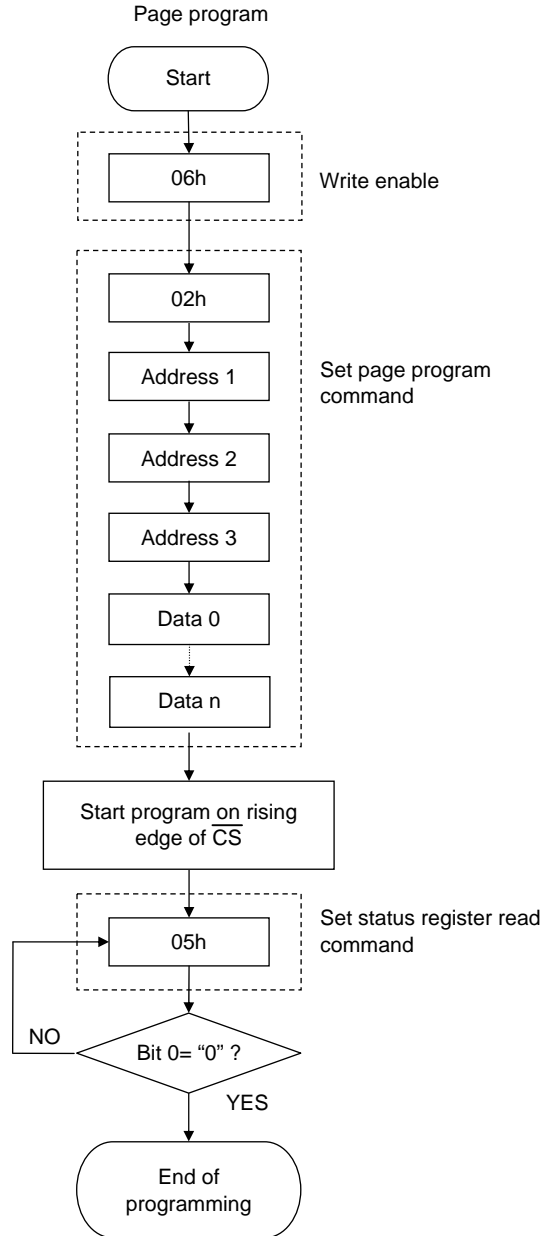 Page program
Start
06h
Write enable
02h
Address 1
Set page program
command
Address 2
Address 3
Data 0
Data n
Start program on rising
edge of C̅S̅
Set status register read
command
05h
NO
Bit 0= “0” ?
YES
End of
programming